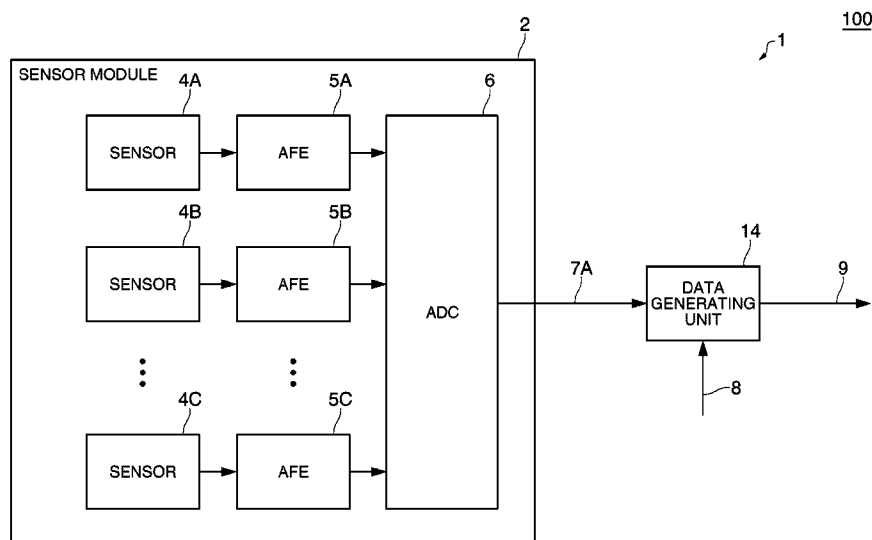 100
1
2
SENSOR MODULE
4A
5A
6
SENSOR
AFE
4B
5B
SENSOR
AFE
ADC
7A
14
DATA
GENERATING
UNIT
9
8
4C
5C
SENSOR
AFE